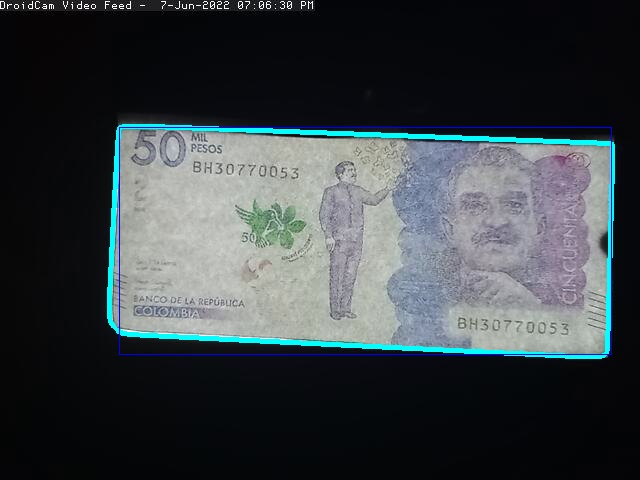 DroidCam Video Feed - 7-Jun-2022 07:06:30 PM
50 MIL
PESOS
BH30770053
50
CINCUENTA
BANCO DE LA REPÚBLICA
COLOMBIA
BH30770053